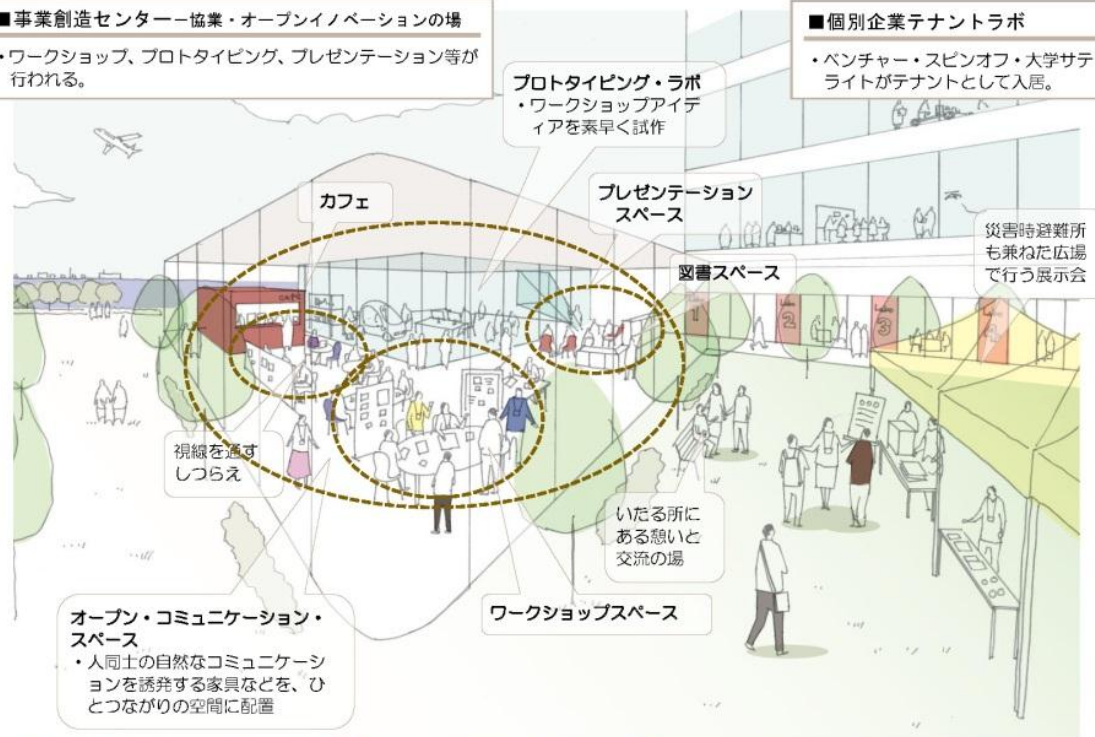 ■事業創造センター－協業・オープンイノベーションの場
・ワークショップ、プロトタイピング、プレゼンテーション等が
行われる。
■個別企業テナントラボ
・ベンチャー・スピンオフ・大学サテ
ライトがテナントとして入居。
プロトタイピング・ラボ
・ワークショップアイデ
ィアを素早く試作
カフェ
プレゼンテーション
スペース
図書スペース
災害時避難所
も兼ねた広場
で行う展示会
CAFE
Labo
2
Labo
3
視線を通す
しつらえ
いたる所に
ある憩いと
交流の場
ワークショップスペース
オープン・コミュニケーション・
スペース
・人同士の自然なコミュニケーシ
ョンを誘発する家具などを、ひ
とつながりの空間に配置